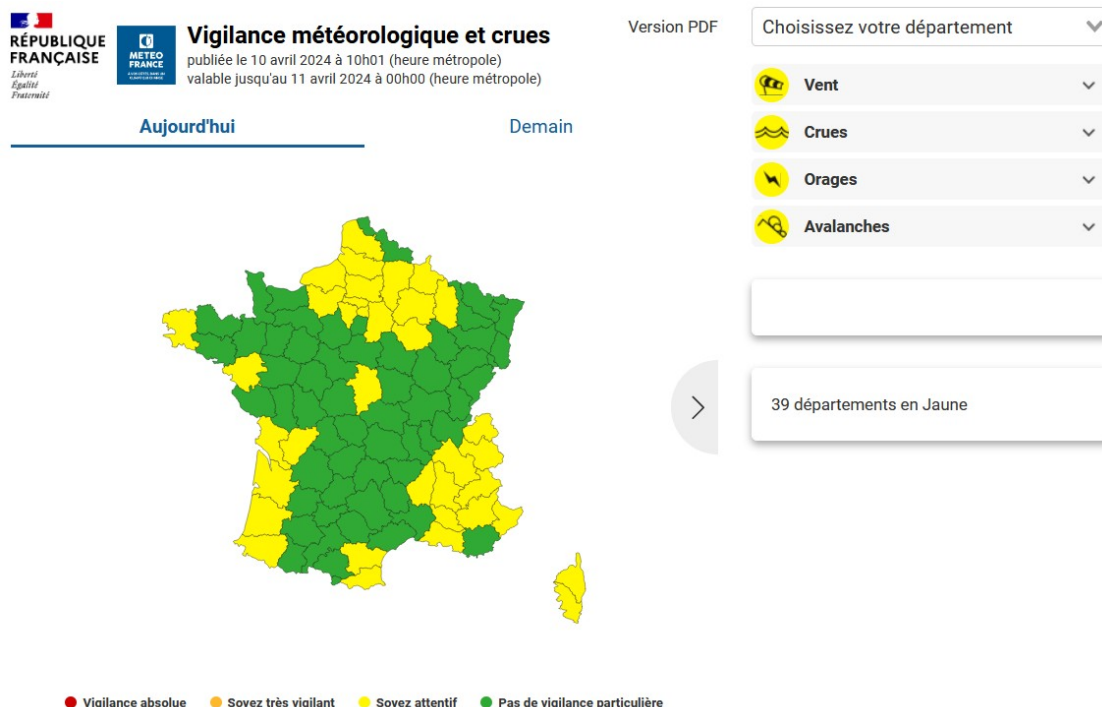 RÉPUBLIQUE
FRANÇAISE
Liberté
Égalité
Fraternité
METEO
FRANCE
Vigilance météorologique et crues
publiée le 10 avril 2024 à 10h01 (heure métropole)
valable jusqu'au 11 avril 2024 à 00h00 (heure métropole)
Version PDF
Choisissez votre département
Aujourd'hui
Demain
Vent
Crues
Orages
Avalanches
39 départements en Jaune
Vigilance absolue
Soyez très vigilant
Soyez attentif
Pas de vigilance particulière